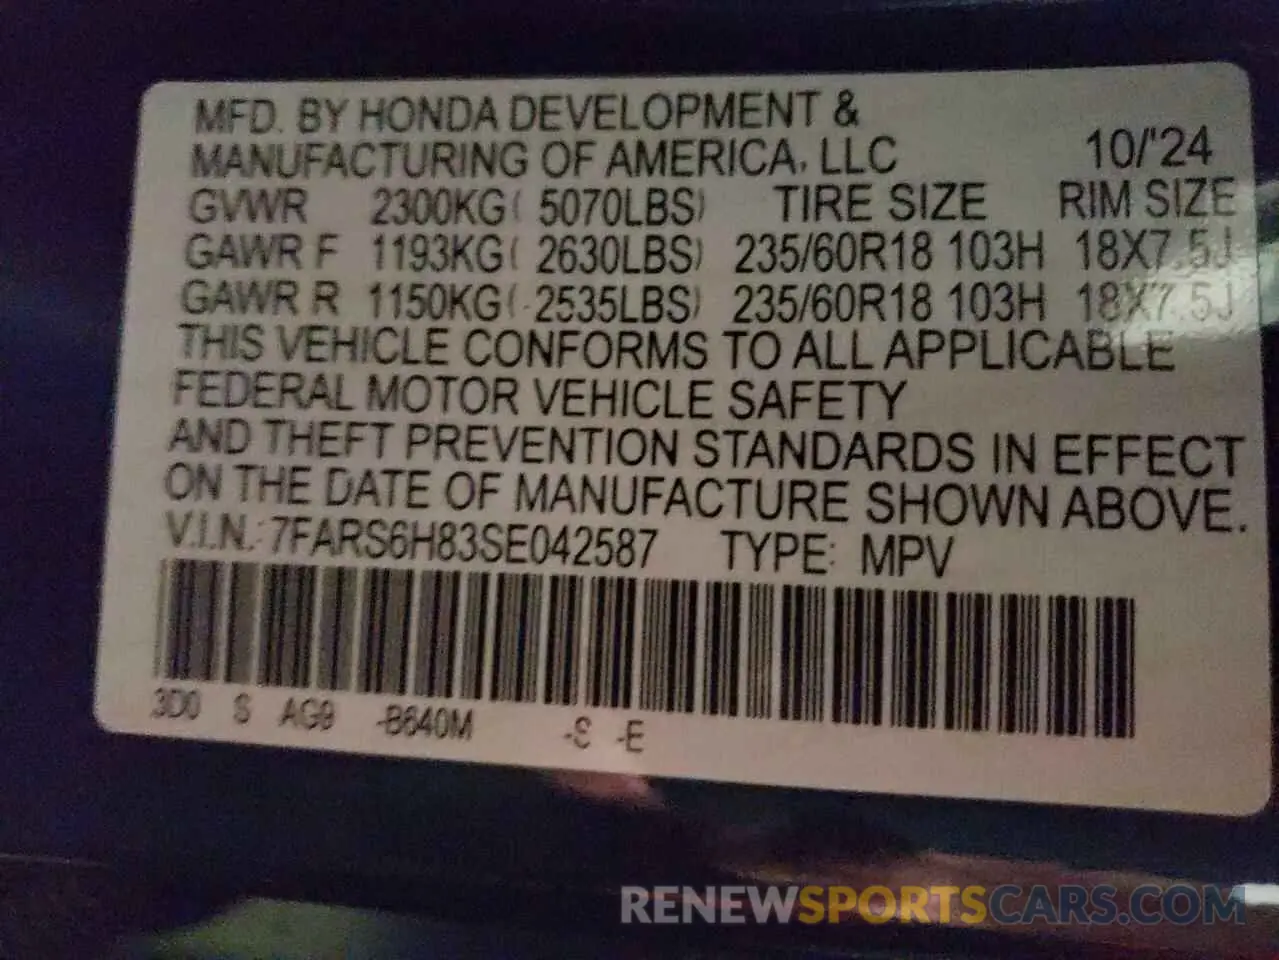 MFD. BY HONDA DEVELOPMENT &
MANUFACTURING OF AMERICA, LLC 10/'24
GVWR 2300KG( 5070LBS) TIRE SIZE RIM SIZE
GAWR F 1193KG( 2630LBS) 235/60R18 103H 18X7.5J
GAWR R 1150KG( 2535LBS) 235/60R18 103H 18X7.5J
THIS VEHICLE CONFORMS TO ALL APPLICABLE
FEDERAL MOTOR VEHICLE SAFETY
AND THEFT PREVENTION STANDARDS IN EFFECT
ON THE DATE OF MANUFACTURE SHOWN ABOVE.
V.I.N.: 7FARS6H83SE042587 TYPE: MPV
3D0 S AG9 -B640M -S -E
RENEWSPORTSCARS.COM